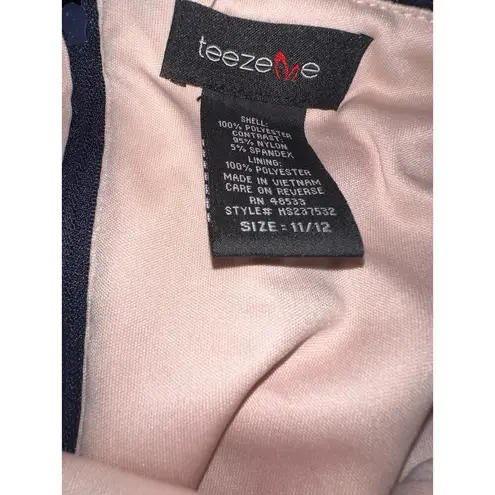 teezeme
SHELL:
100% POLYESTER
CONTRAST:
95% NYLON
5% SPANDEX
LINING:
100% POLYESTER
MADE IN VIETNAM
CARE ON REVERSE
RN 48533
STYLE# HS237532
SIZE: 11/12